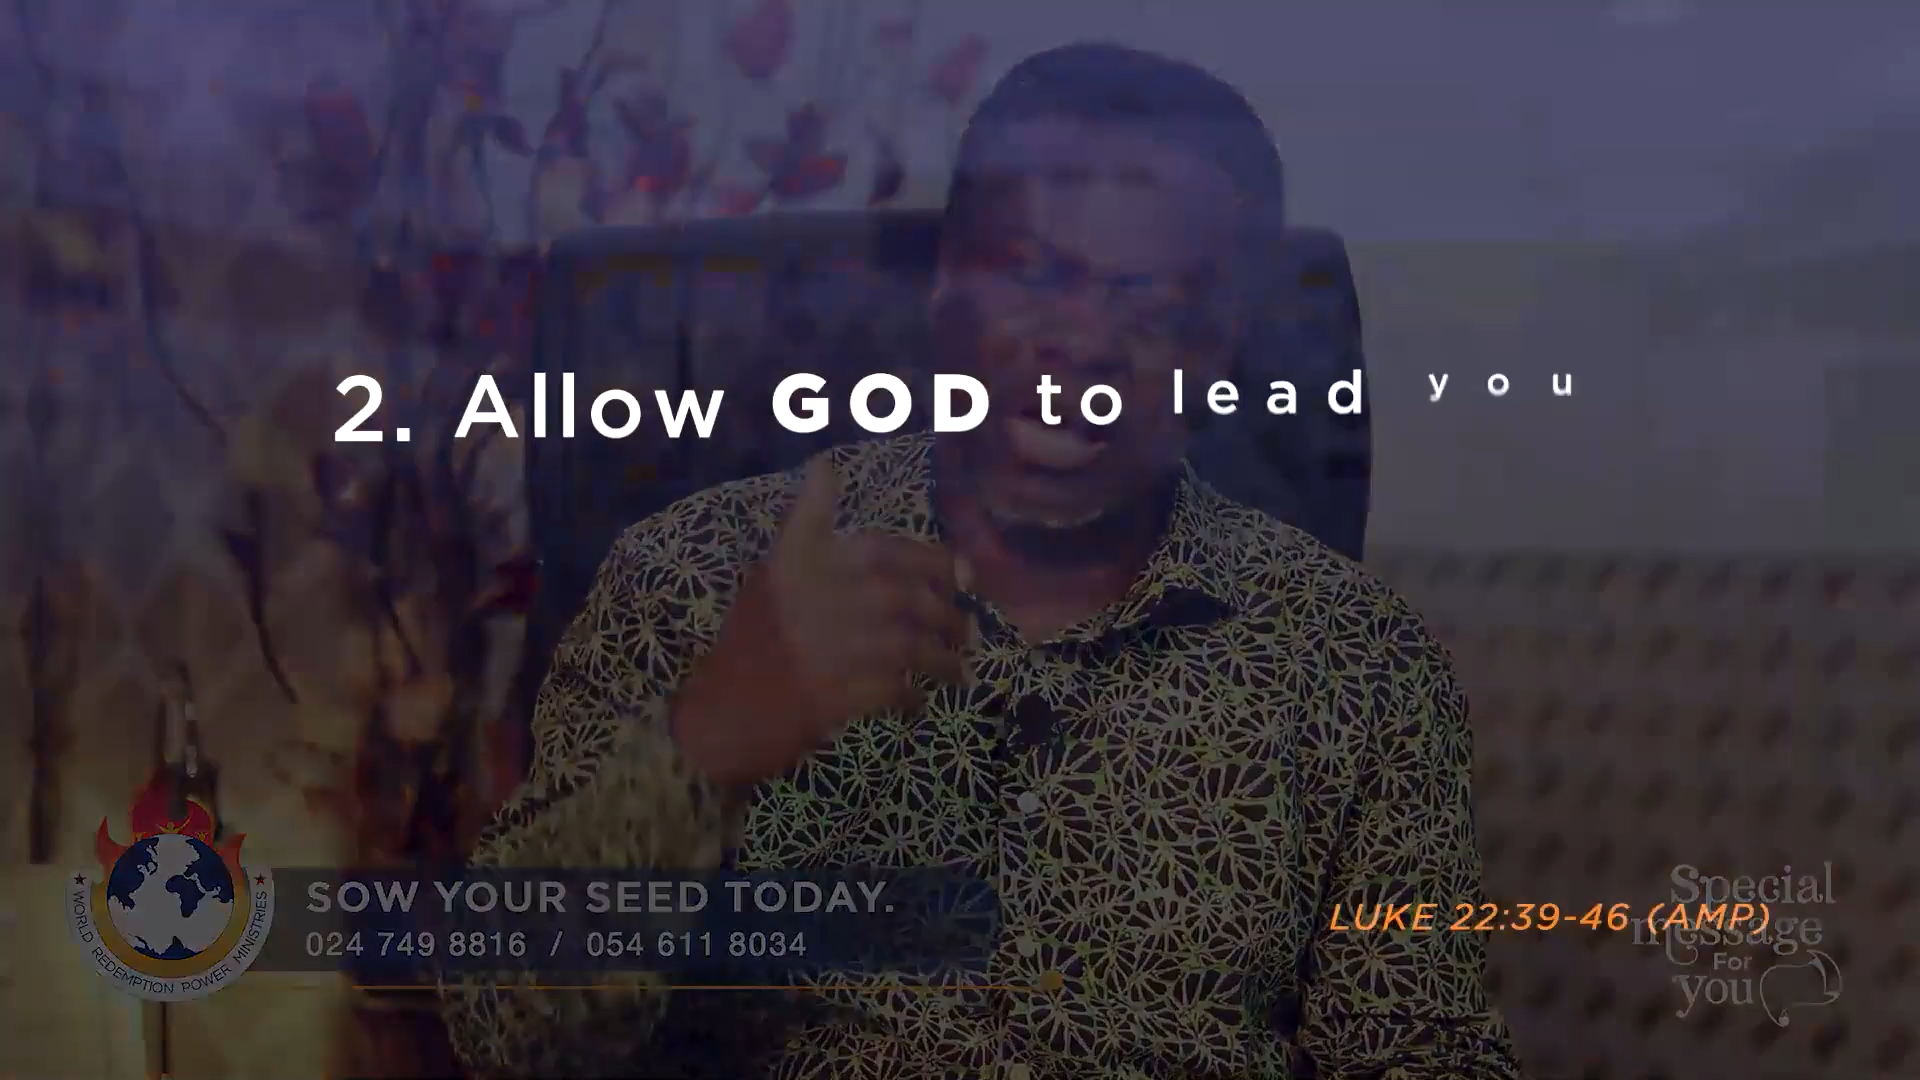 2. Allow GOD to lead you
WORLD REDEMPTION POWER MINISTRIES
SOW YOUR SEED TODAY.
024 749 8816 / 054 611 8034
LUKE 22:39-46 (AMP)
Special
message
For
you